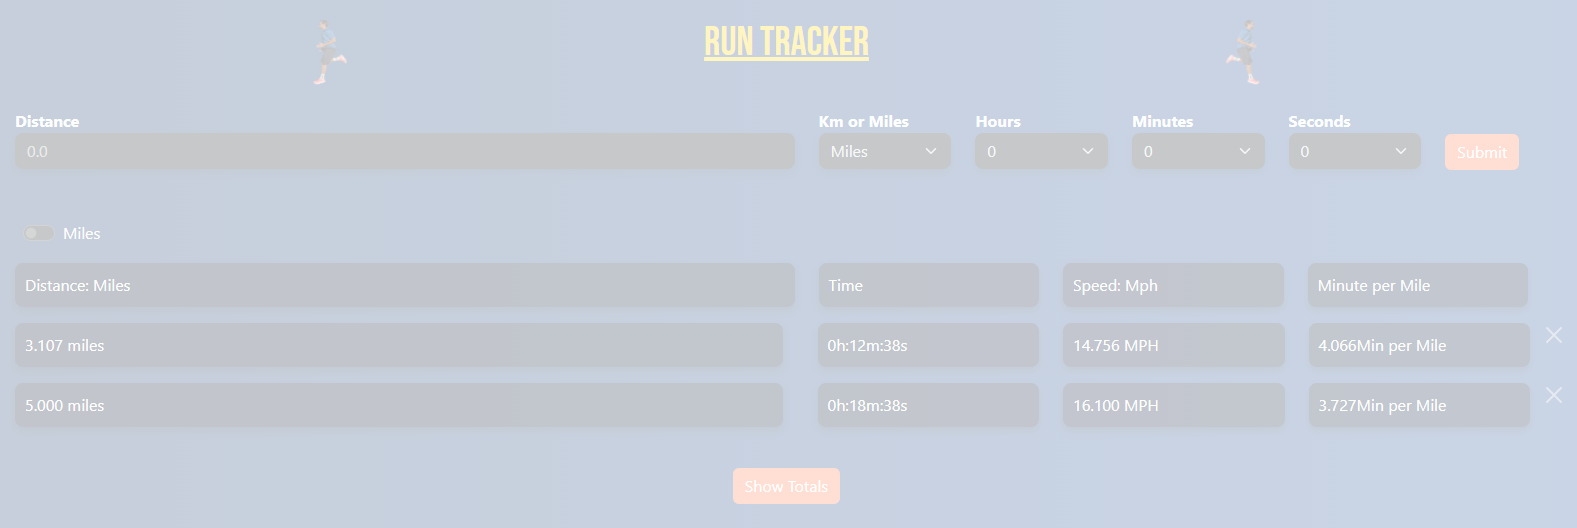 RUN TRACKER
Distance Km or Miles Hours Minutes Seconds
0.0 Miles 0 0 0 Submit
Miles
Distance: Miles Time Speed: Mph Minute per Mile
3.107 miles 0h:12m:38s 14.756 MPH 4.066Min per Mile
5.000 miles 0h:18m:38s 16.100 MPH 3.727Min per Mile
Show Totals